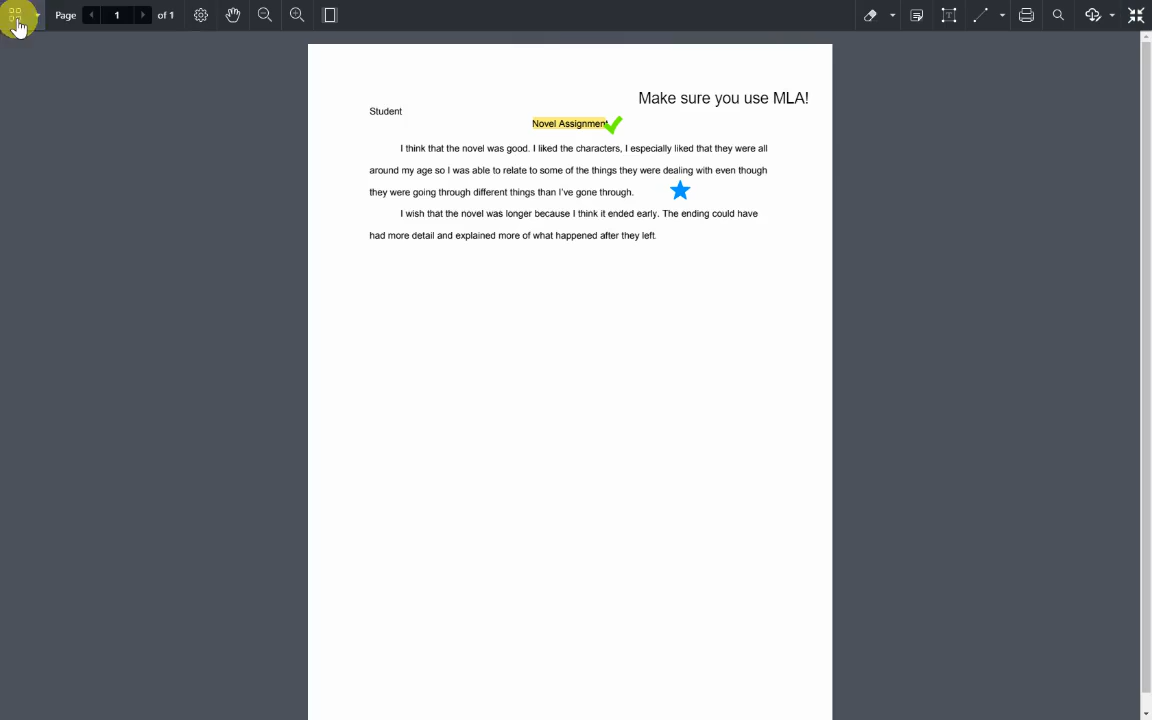 Page 1 of 1
Make sure you use MLA!
Student
Novel Assignment
I think that the novel was good. I liked the characters, I especially liked that they were all
around my age so I was able to relate to some of the things they were dealing with even though
they were going through different things than I've gone through.
I wish that the novel was longer because I think it ended early. The ending could have
had more detail and explained more of what happened after they left.